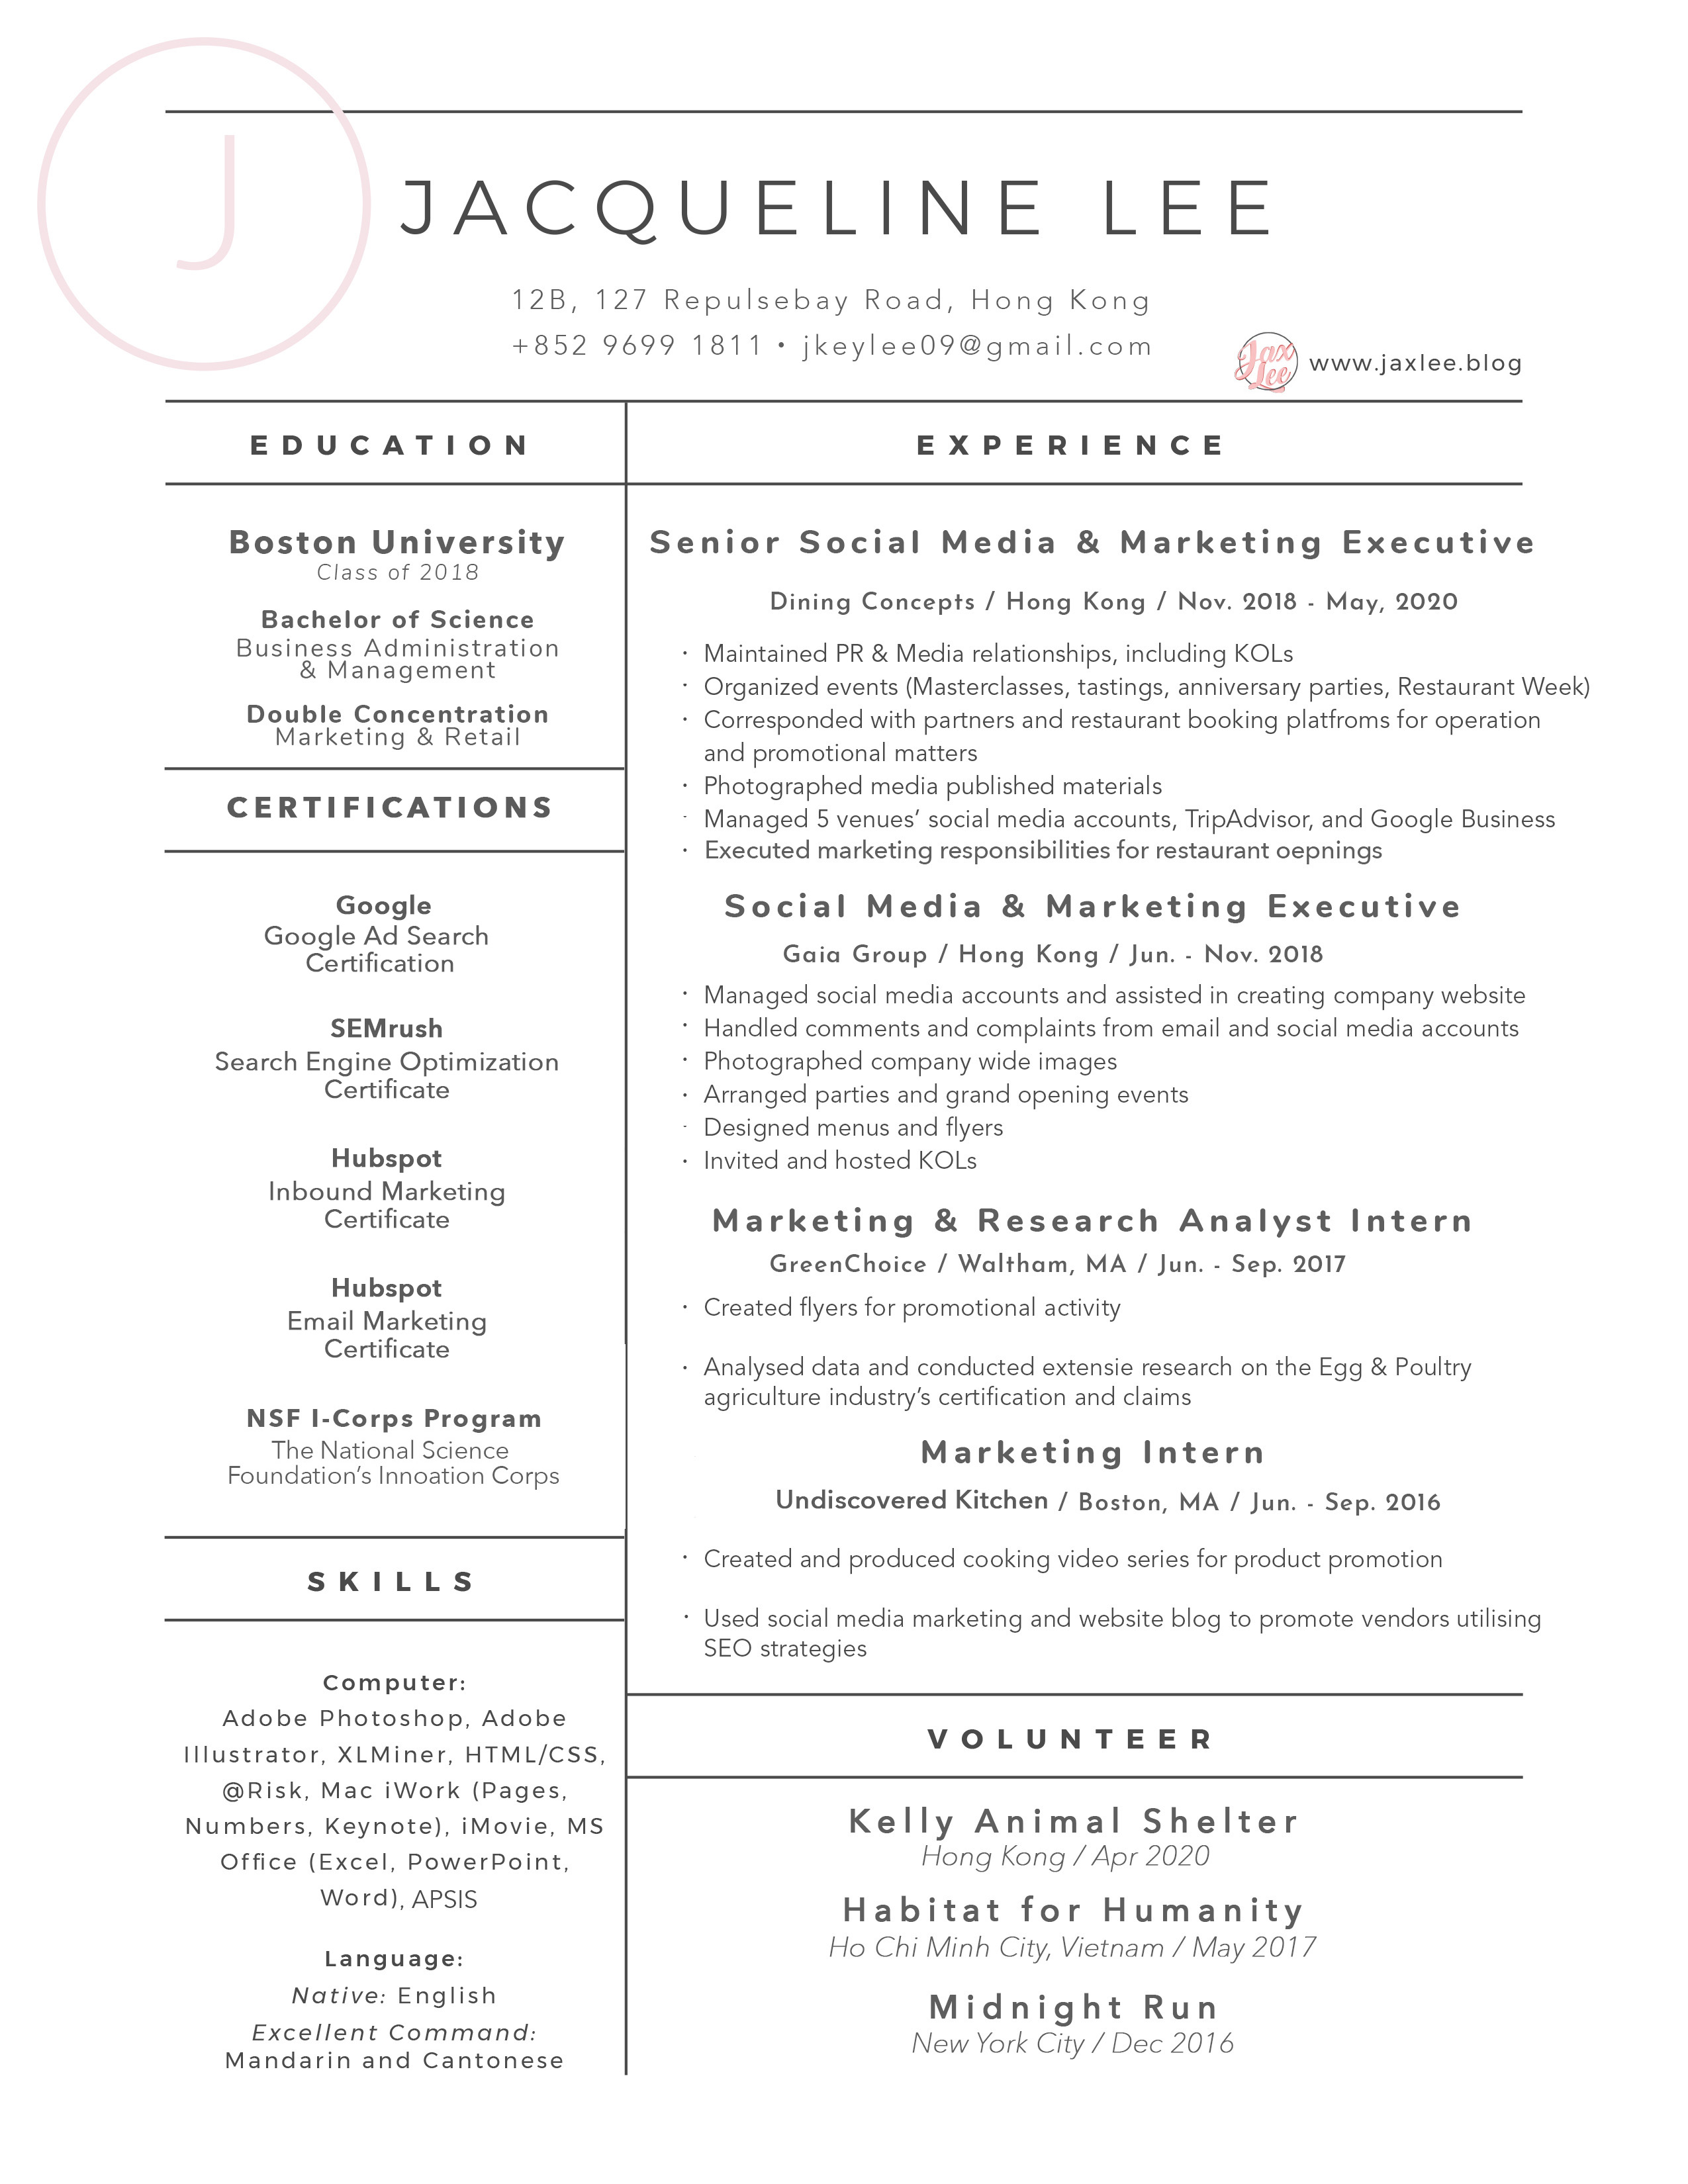 J
JACQUELINE LEE
12B, 127 Repulsebay Road, Hong Kong
+852 9699 1811 • jkeylee09@gmail.com
Jax
Lee
www.jaxlee.blog
EDUCATION
Boston University
Class of 2018
Bachelor of Science
Business Administration
& Management
Double Concentration
Marketing & Retail
CERTIFICATIONS
Google
Google Ad Search
Certification
SEMrush
Search Engine Optimization
Certificate
Hubspot
Inbound Marketing
Certificate
Hubspot
Email Marketing
Certificate
NSF I-Corps Program
The National Science
Foundation's Innoation Corps
SKILLS
Computer:
Adobe Photoshop, Adobe
Illustrator, XLMiner, HTML/CSS,
@Risk, Mac iWork (Pages,
Numbers, Keynote), iMovie, MS
Office (Excel, PowerPoint,
Word), APSIS
Language:
Native: English
Excellent Command:
Mandarin and Cantonese
EXPERIENCE
Senior Social Media & Marketing Executive
Dining Concepts / Hong Kong / Nov. 2018 - May, 2020
· Maintained PR & Media relationships, including KOLs
· Organized events (Masterclasses, tastings, anniversary parties, Restaurant Week)
· Corresponded with partners and restaurant booking platfroms for operation
and promotional matters
· Photographed media published materials
· Managed 5 venues' social media accounts, TripAdvisor, and Google Business
· Executed marketing responsibilities for restaurant oepnings
Social Media & Marketing Executive
Gaia Group / Hong Kong / Jun. - Nov. 2018
· Managed social media accounts and assisted in creating company website
· Handled comments and complaints from email and social media accounts
· Photographed company wide images
· Arranged parties and grand opening events
· Designed menus and flyers
· Invited and hosted KOLs
Marketing & Research Analyst Intern
GreenChoice / Waltham, MA / Jun. - Sep. 2017
· Created flyers for promotional activity
· Analysed data and conducted extensie research on the Egg & Poultry
agriculture industry's certification and claims
Marketing Intern
Undiscovered Kitchen / Boston, MA / Jun. - Sep. 2016
· Created and produced cooking video series for product promotion
· Used social media marketing and website blog to promote vendors utilising
SEO strategies
VOLUNTEER
Kelly Animal Shelter
Hong Kong / Apr 2020
Habitat for Humanity
Ho Chi Minh City, Vietnam / May 2017
Midnight Run
New York City / Dec 2016